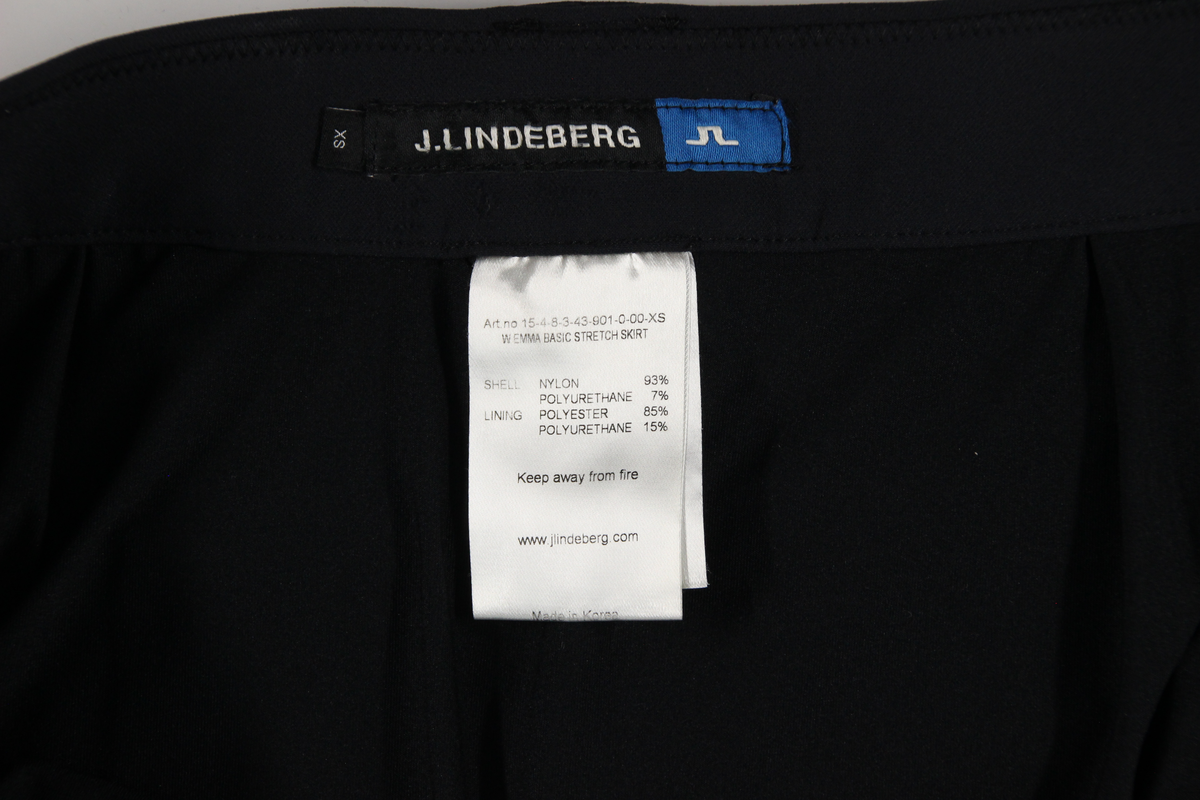 XS
J.LINDEBERG
Art.no 15-4-8-3-43-901-0-00-XS
W EMMA BASIC STRETCH SKIRT
SHELL NYLON 93%
POLYURETHANE 7%
LINING POLYESTER 85%
POLYURETHANE 15%
Keep away from fire
www.jlindeberg.com
Made in Korea